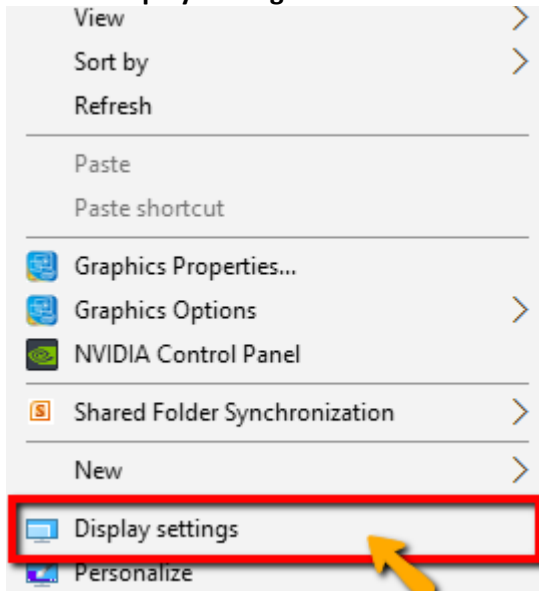 View
Sort by
Refresh
Paste
Paste shortcut
Graphics Properties...
Graphics Options
NVIDIA Control Panel
Shared Folder Synchronization
New
Display settings
Personalize